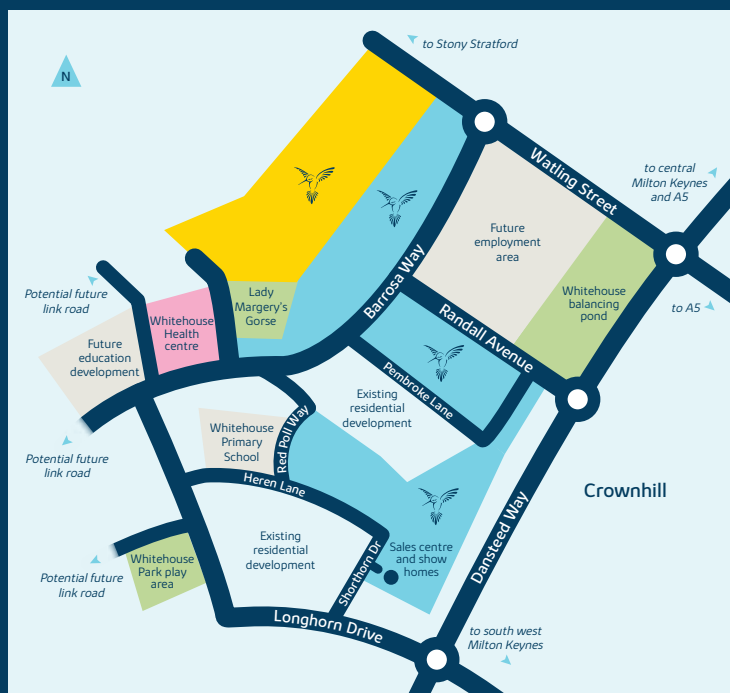 to Stony Stratford
N
Watling Street
to central
Milton Keynes
and A5
Future
employment
area
Barrosa Way
Whitehouse
balancing
pond
to A5
Potential future
link road
Lady
Margery's
Gorse
Whitehouse
Health
centre
Randall Avenue
Future
education
development
Pembroke Lane
Existing
residential
development
Red Poll Way
Whitehouse
Primary
School
Potential future
link road
Heren Lane
Crownhill
Dansteed Way
Existing
residential
development
Sales centre
and show
homes
Shorthorn Dr
Whitehouse
Park play
area
Potential future
link road
Longhorn Drive
to south west
Milton Keynes